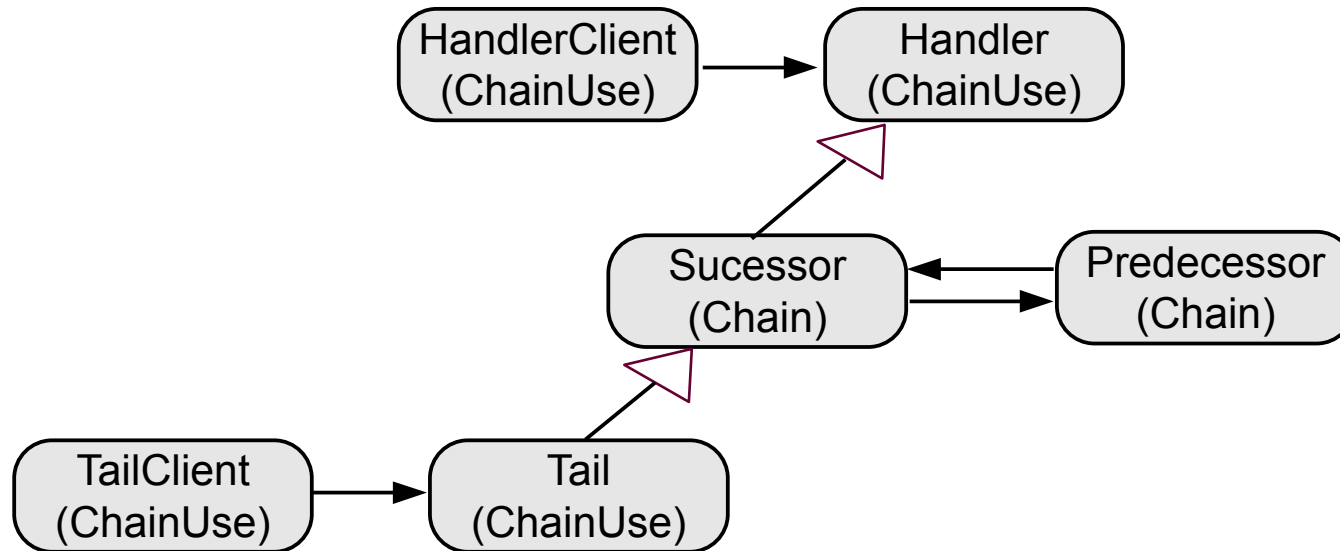 HandlerClient
(ChainUse)
Handler
(ChainUse)
Sucessor
(Chain)
Predecessor
(Chain)
TailClient
(ChainUse)
Tail
(ChainUse)